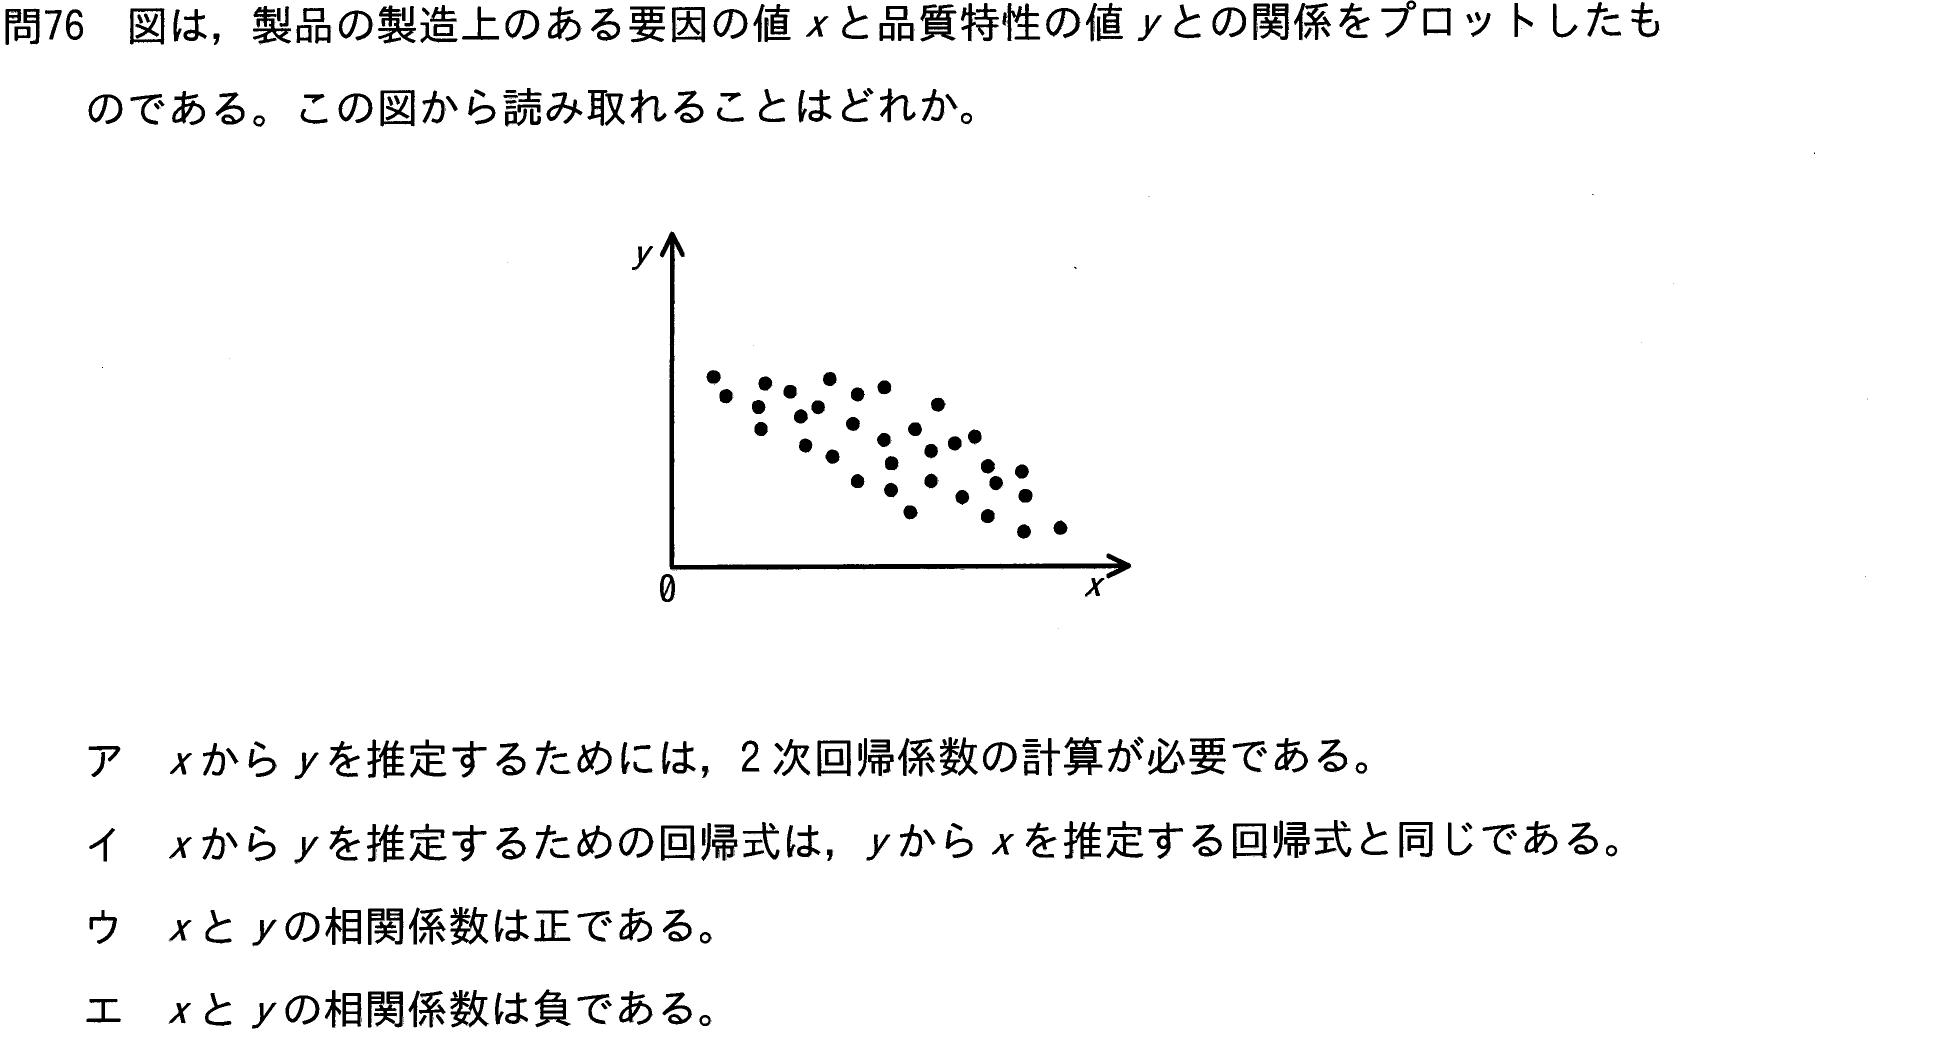 問76　図は，製品の製造上のある要因の値 x と品質特性の値 y との関係をプロットしたも
のである。この図から読み取れることはどれか。
y
0
x
ア　x から y を推定するためには，2 次回帰係数の計算が必要である。
イ　x から y を推定するための回帰式は，y から x を推定する回帰式と同じである。
ウ　x と y の相関係数は正である。
エ　x と y の相関係数は負である。